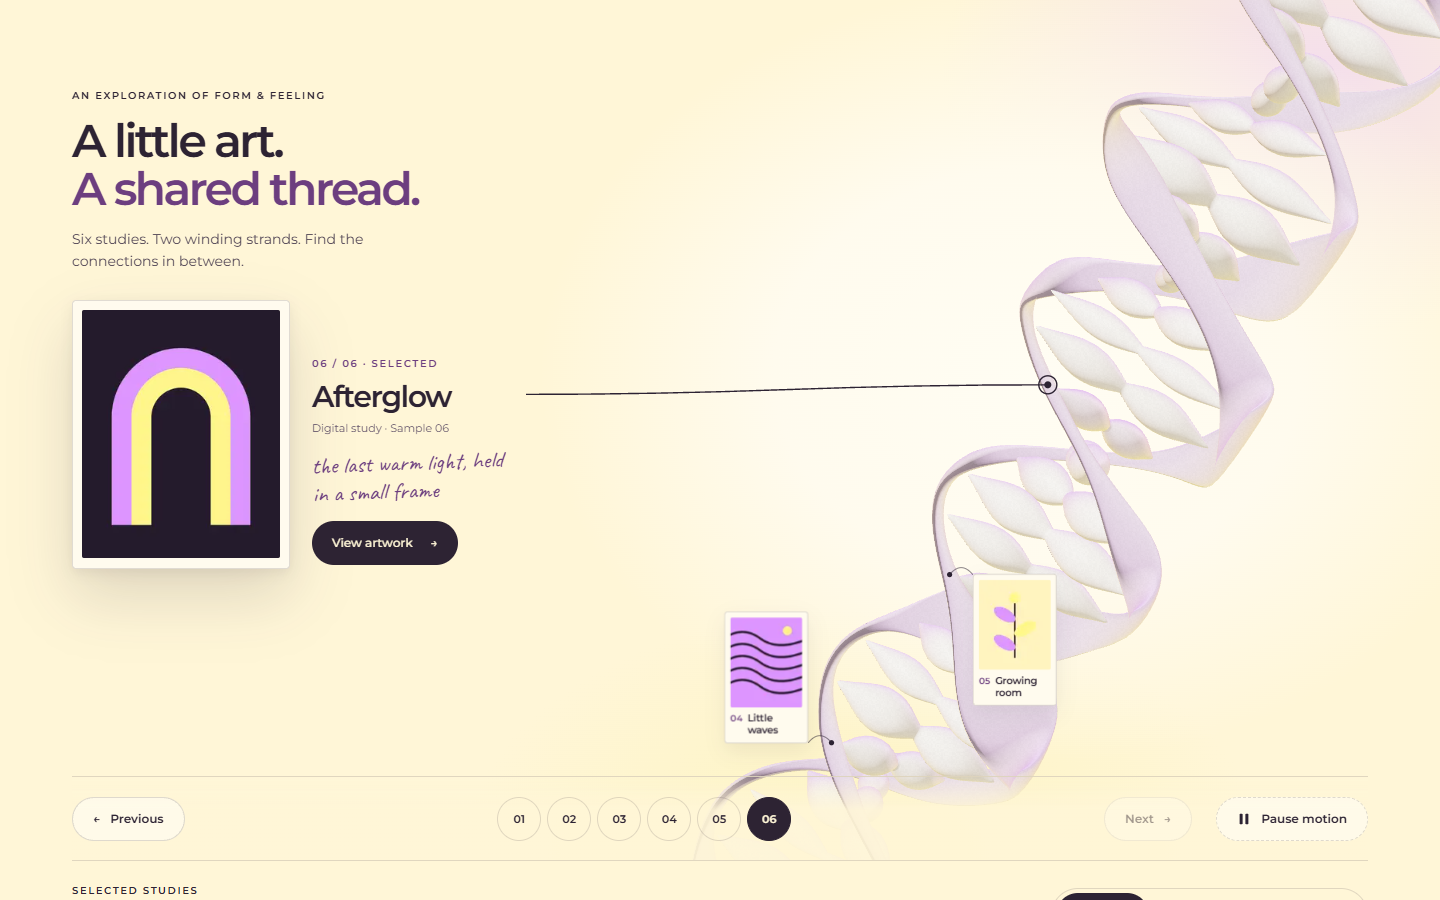 AN EXPLORATION OF FORM & FEELING
A little art.
A shared thread.
Six studies. Two winding strands. Find the
connections in between.
06 / 06 · SELECTED
Afterglow
Digital study · Sample 06
the last warm light, held
in a small frame
View artwork →
04 Little
waves
05 Growing
room
← Previous
01 02 03 04 05 06
Next →
Pause motion
SELECTED STUDIES